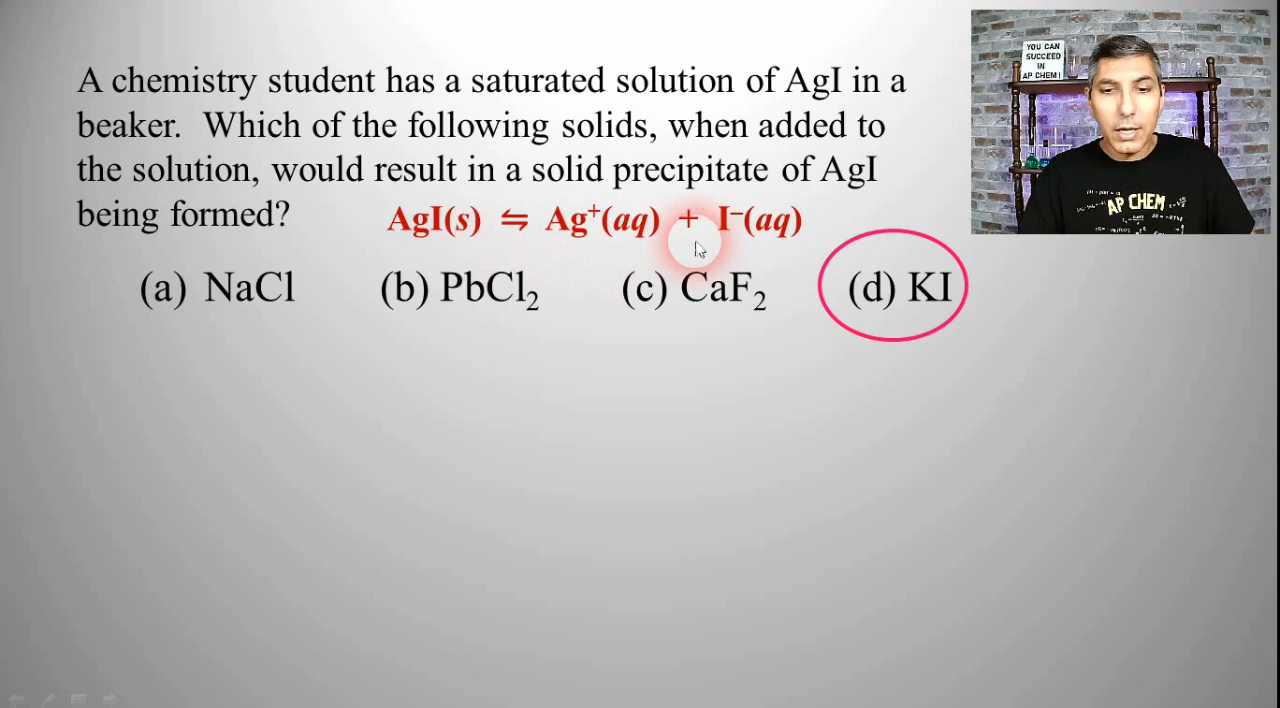 A chemistry student has a saturated solution of AgI in a
beaker. Which of the following solids, when added to
the solution, would result in a solid precipitate of AgI
being formed? AgI(s) ⇋ Ag⁺(aq) + I⁻(aq)
(a) NaCl (b) PbCl₂ (c) CaF₂ (d) KI
YOU CAN
SUCCEED
IN
AP CHEM!
AP CHEM